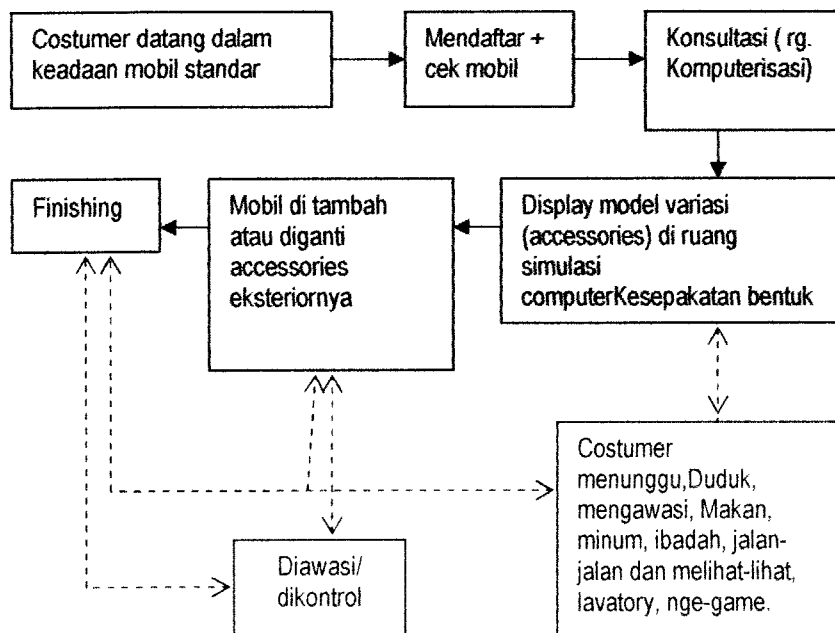 Costumer datang dalam
keadaan mobil standar
Mendaftar +
cek mobil
Konsultasi ( rg.
Komputerisasi)
Finishing
Mobil di tambah
atau diganti
accessories
eksteriornya
Display model variasi
(accessories) di ruang
simulasi
computerKesepakatan bentuk
Costumer
menunggu,Duduk,
mengawasi, Makan,
minum, ibadah, jalan-
jalan dan melihat-lihat,
lavatory, nge-game.
Diawasi/
dikontrol